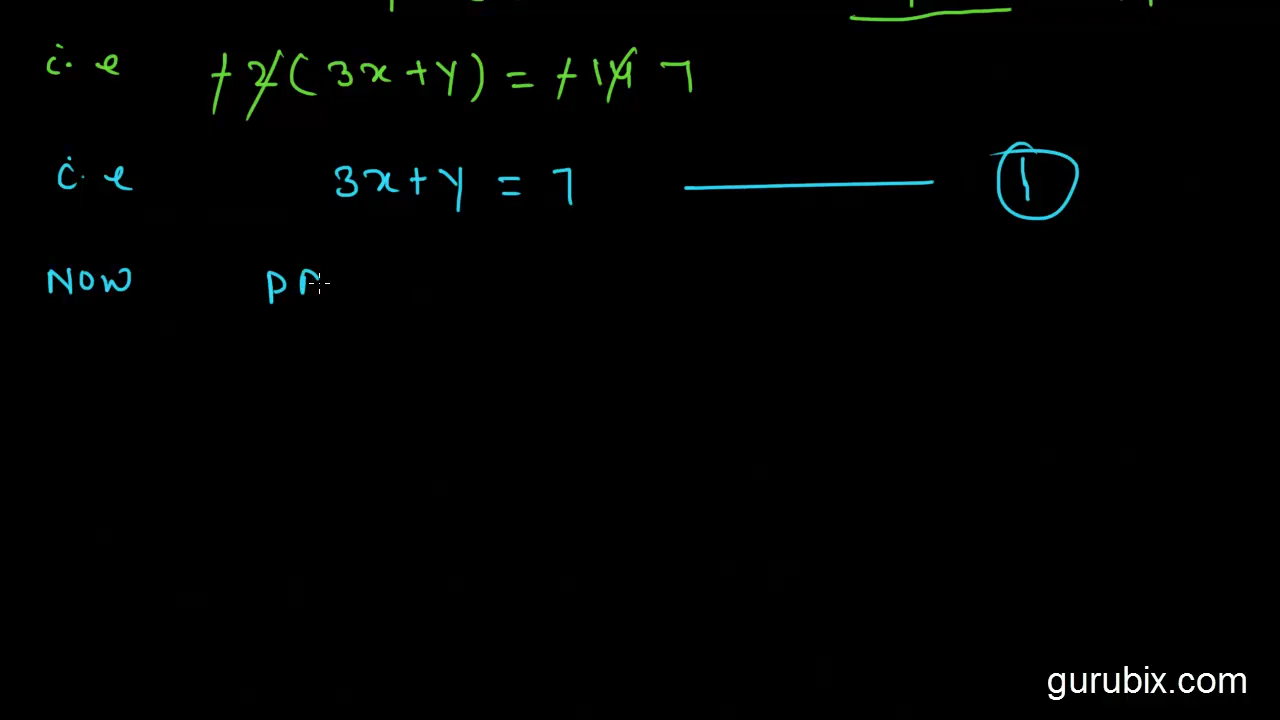 i.e -2(3x+y) = -14 7
i.e 3x+y = 7 ——— 1
NOW PA
gurubix.com